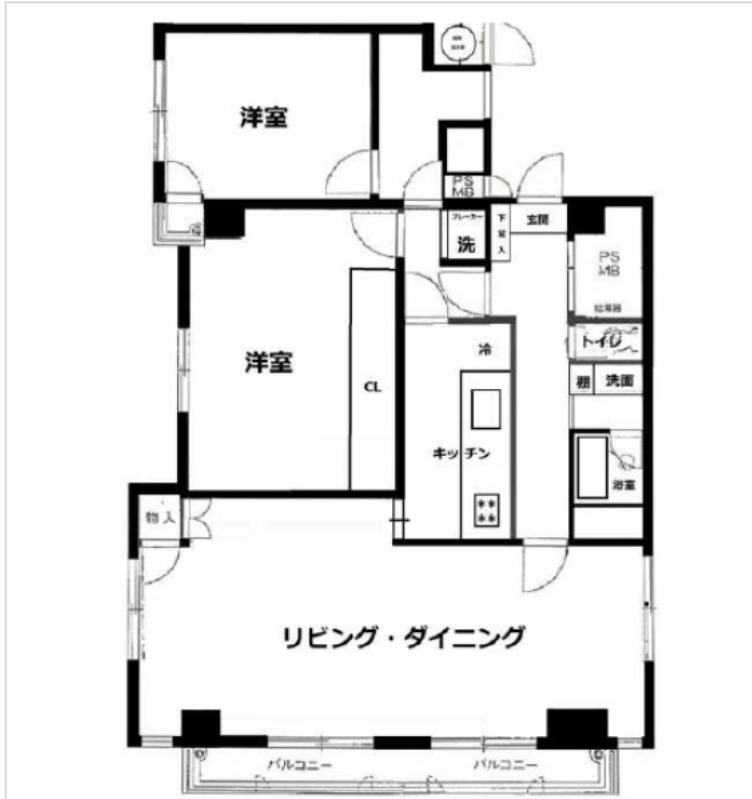 洋室
PS
MB
ブレーカー
洗
下
足
入
玄関
PS
MB
給湯器
洋室
CL
冷
トイレ
棚
洗面
キッチン
浴室
物入
リビング・ダイニング
バルコニー
バルコニー